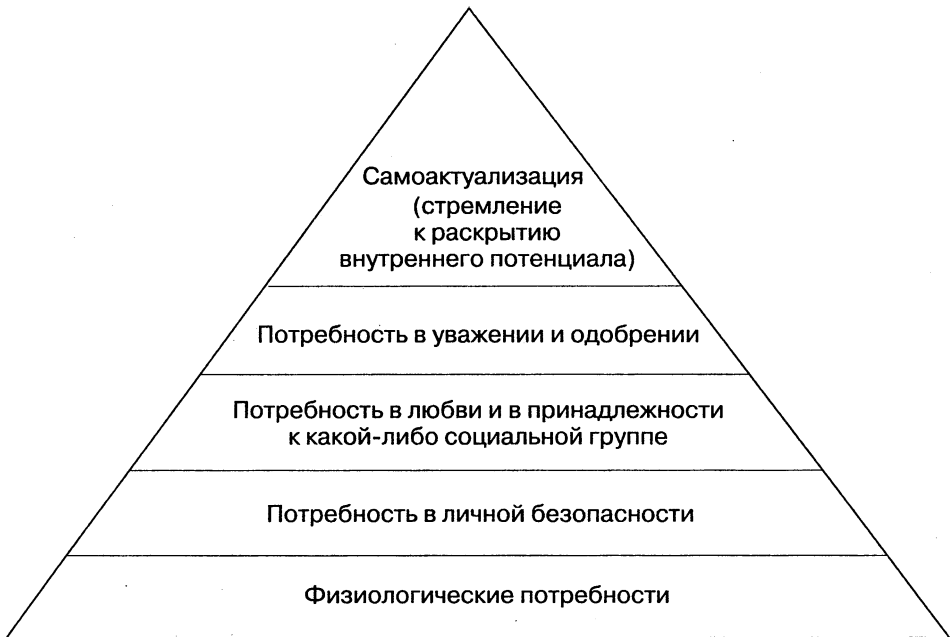 Самоактуализация
(стремление
к раскрытию
внутреннего потенциала)
Потребность в уважении и одобрении
Потребность в любви и в принадлежности
к какой-либо социальной группе
Потребность в личной безопасности
Физиологические потребности